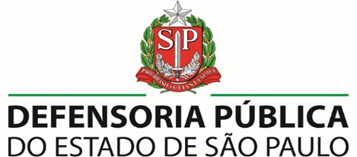 SP
DEFENSORIA PÚBLICA
DO ESTADO DE SÃO PAULO